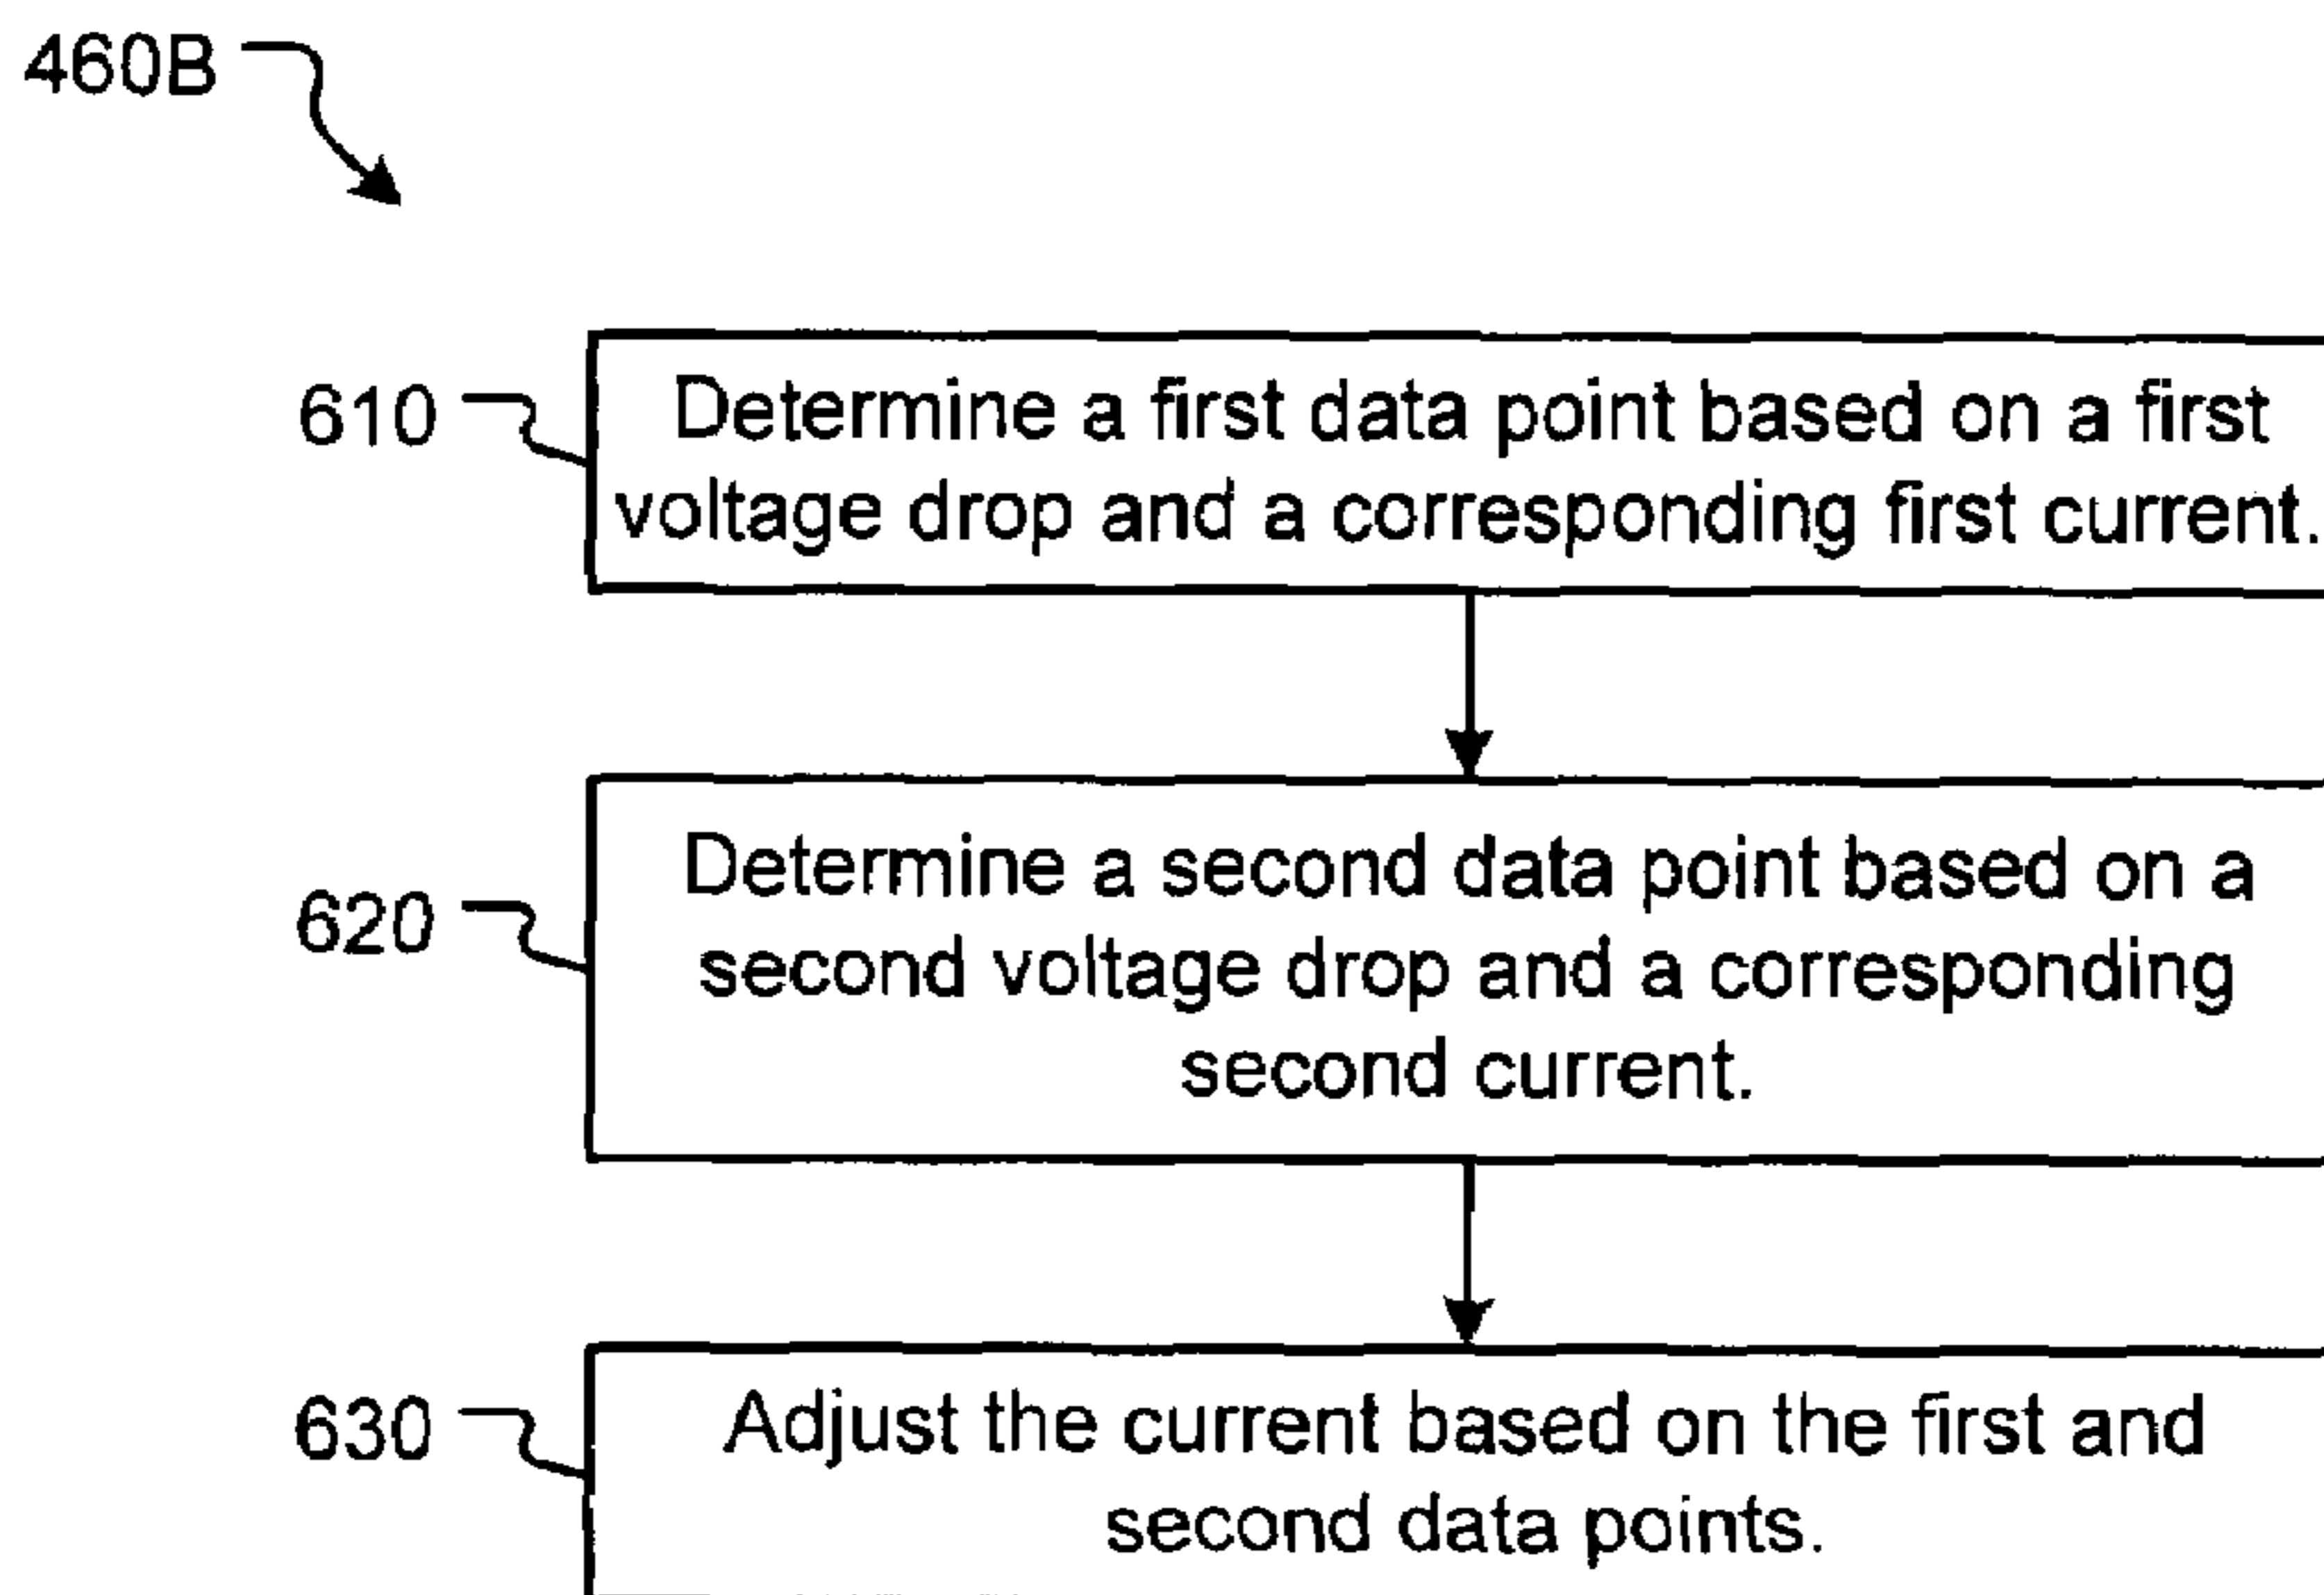 460B
610
Determine a first data point based on a first
voltage drop and a corresponding first current.
620
Determine a second data point based on a
second voltage drop and a corresponding
second current.
630
Adjust the current based on the first and
second data points.